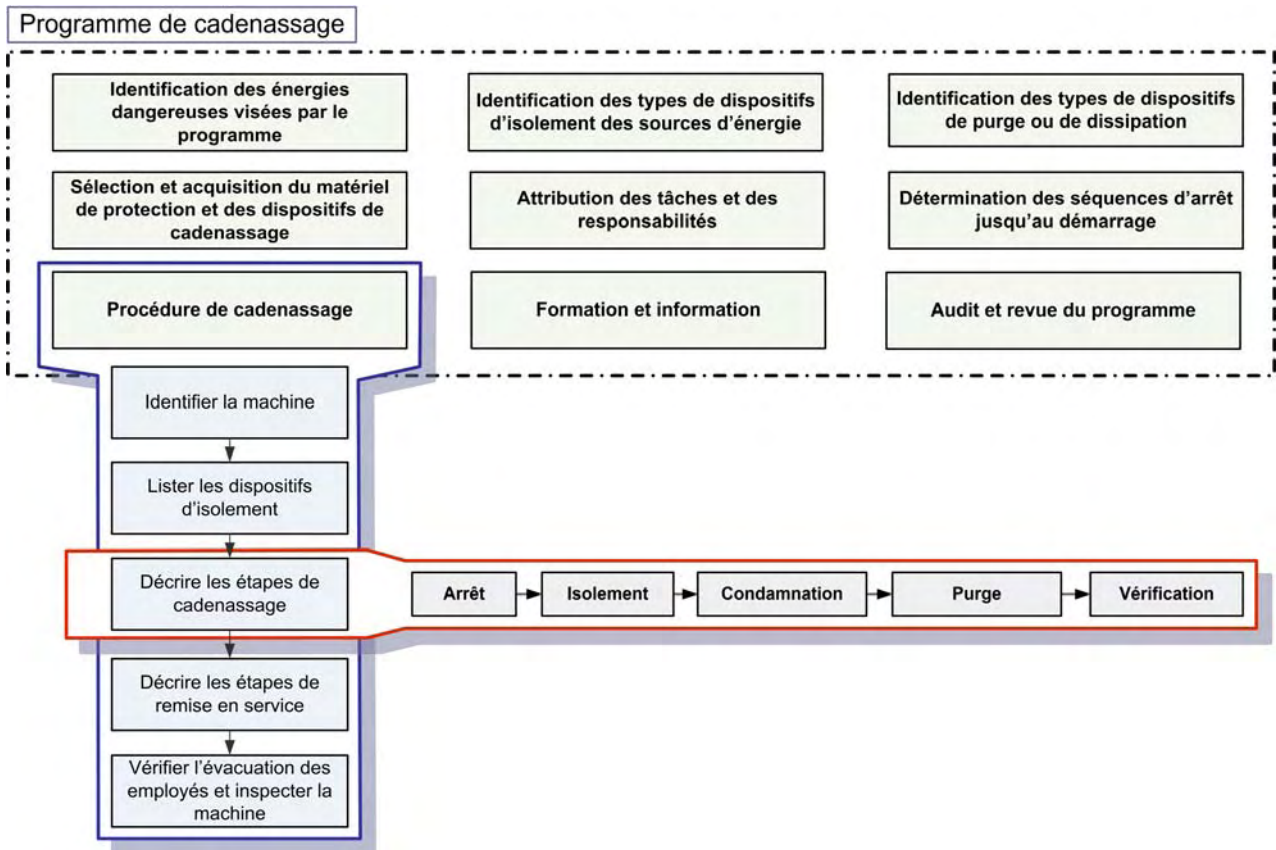 Programme de cadenassage
Identification des énergies
dangereuses visées par le
programme
Identification des types de dispositifs
d'isolement des sources d'énergie
Identification des types de dispositifs
de purge ou de dissipation
Sélection et acquisition du matériel
de protection et des dispositifs de
cadenassage
Attribution des tâches et des
responsabilités
Détermination des séquences d'arrêt
jusqu'au démarrage
Procédure de cadenassage
Formation et information
Audit et revue du programme
Identifier la machine
Lister les dispositifs
d'isolement
Décrire les étapes de
cadenassage
Arrêt
Isolement
Condamnation
Purge
Vérification
Décrire les étapes de
remise en service
Vérifier l'évacuation des
employés et inspecter la
machine